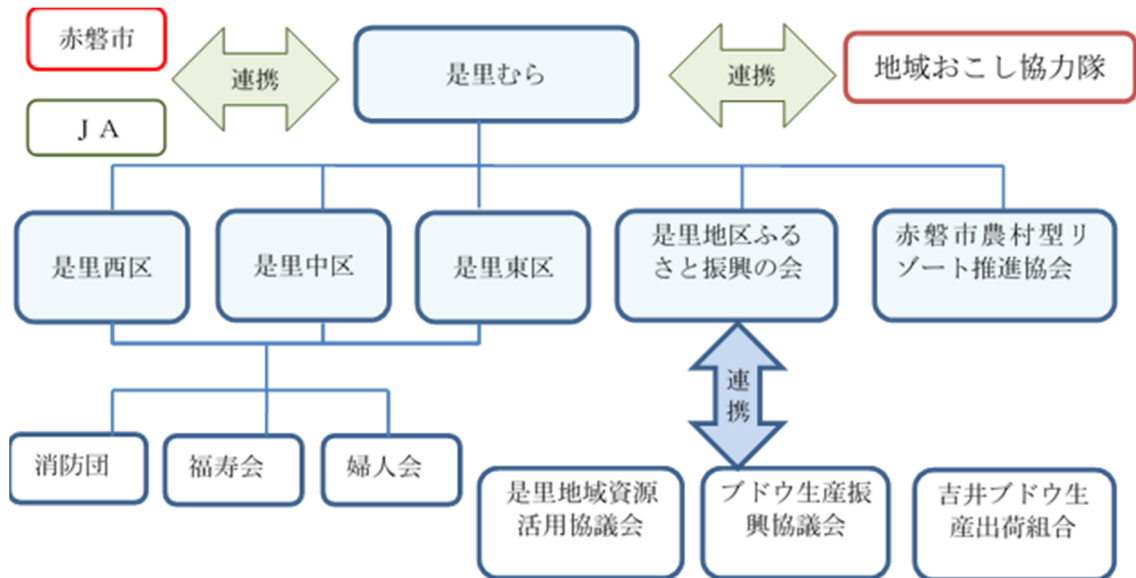 赤磐市
連携
是里むら
連携
地域おこし協力隊
ＪＡ
是里西区
是里中区
是里東区
是里地区ふる
さと振興の会
赤磐市農村型リ
ゾート推進協会
連
携
消防団
福寿会
婦人会
是里地域資源
活用協議会
ブドウ生産振
興協議会
吉井ブドウ生
産出荷組合